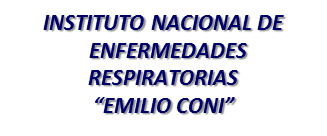 INSTITUTO NACIONAL DE
ENFERMEDADES
RESPIRATORIAS
“EMILIO CONI”